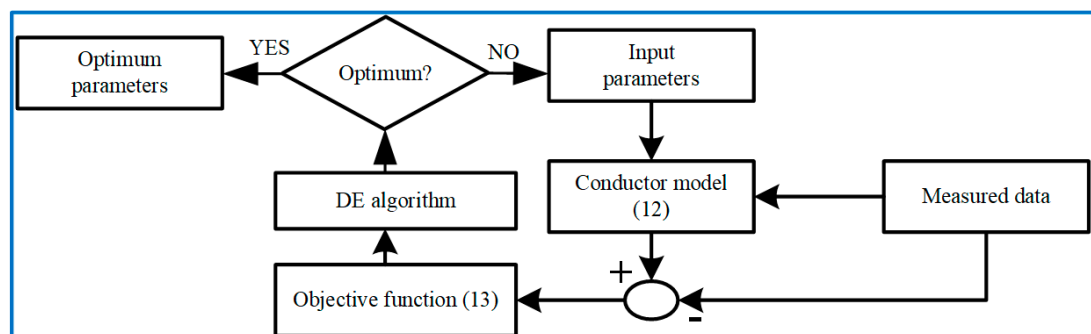 YES
Optimum
parameters
Optimum?
NO
Input
parameters
DE algorithm
Conductor model
(12)
Measured data
+
Objective function (13)
-